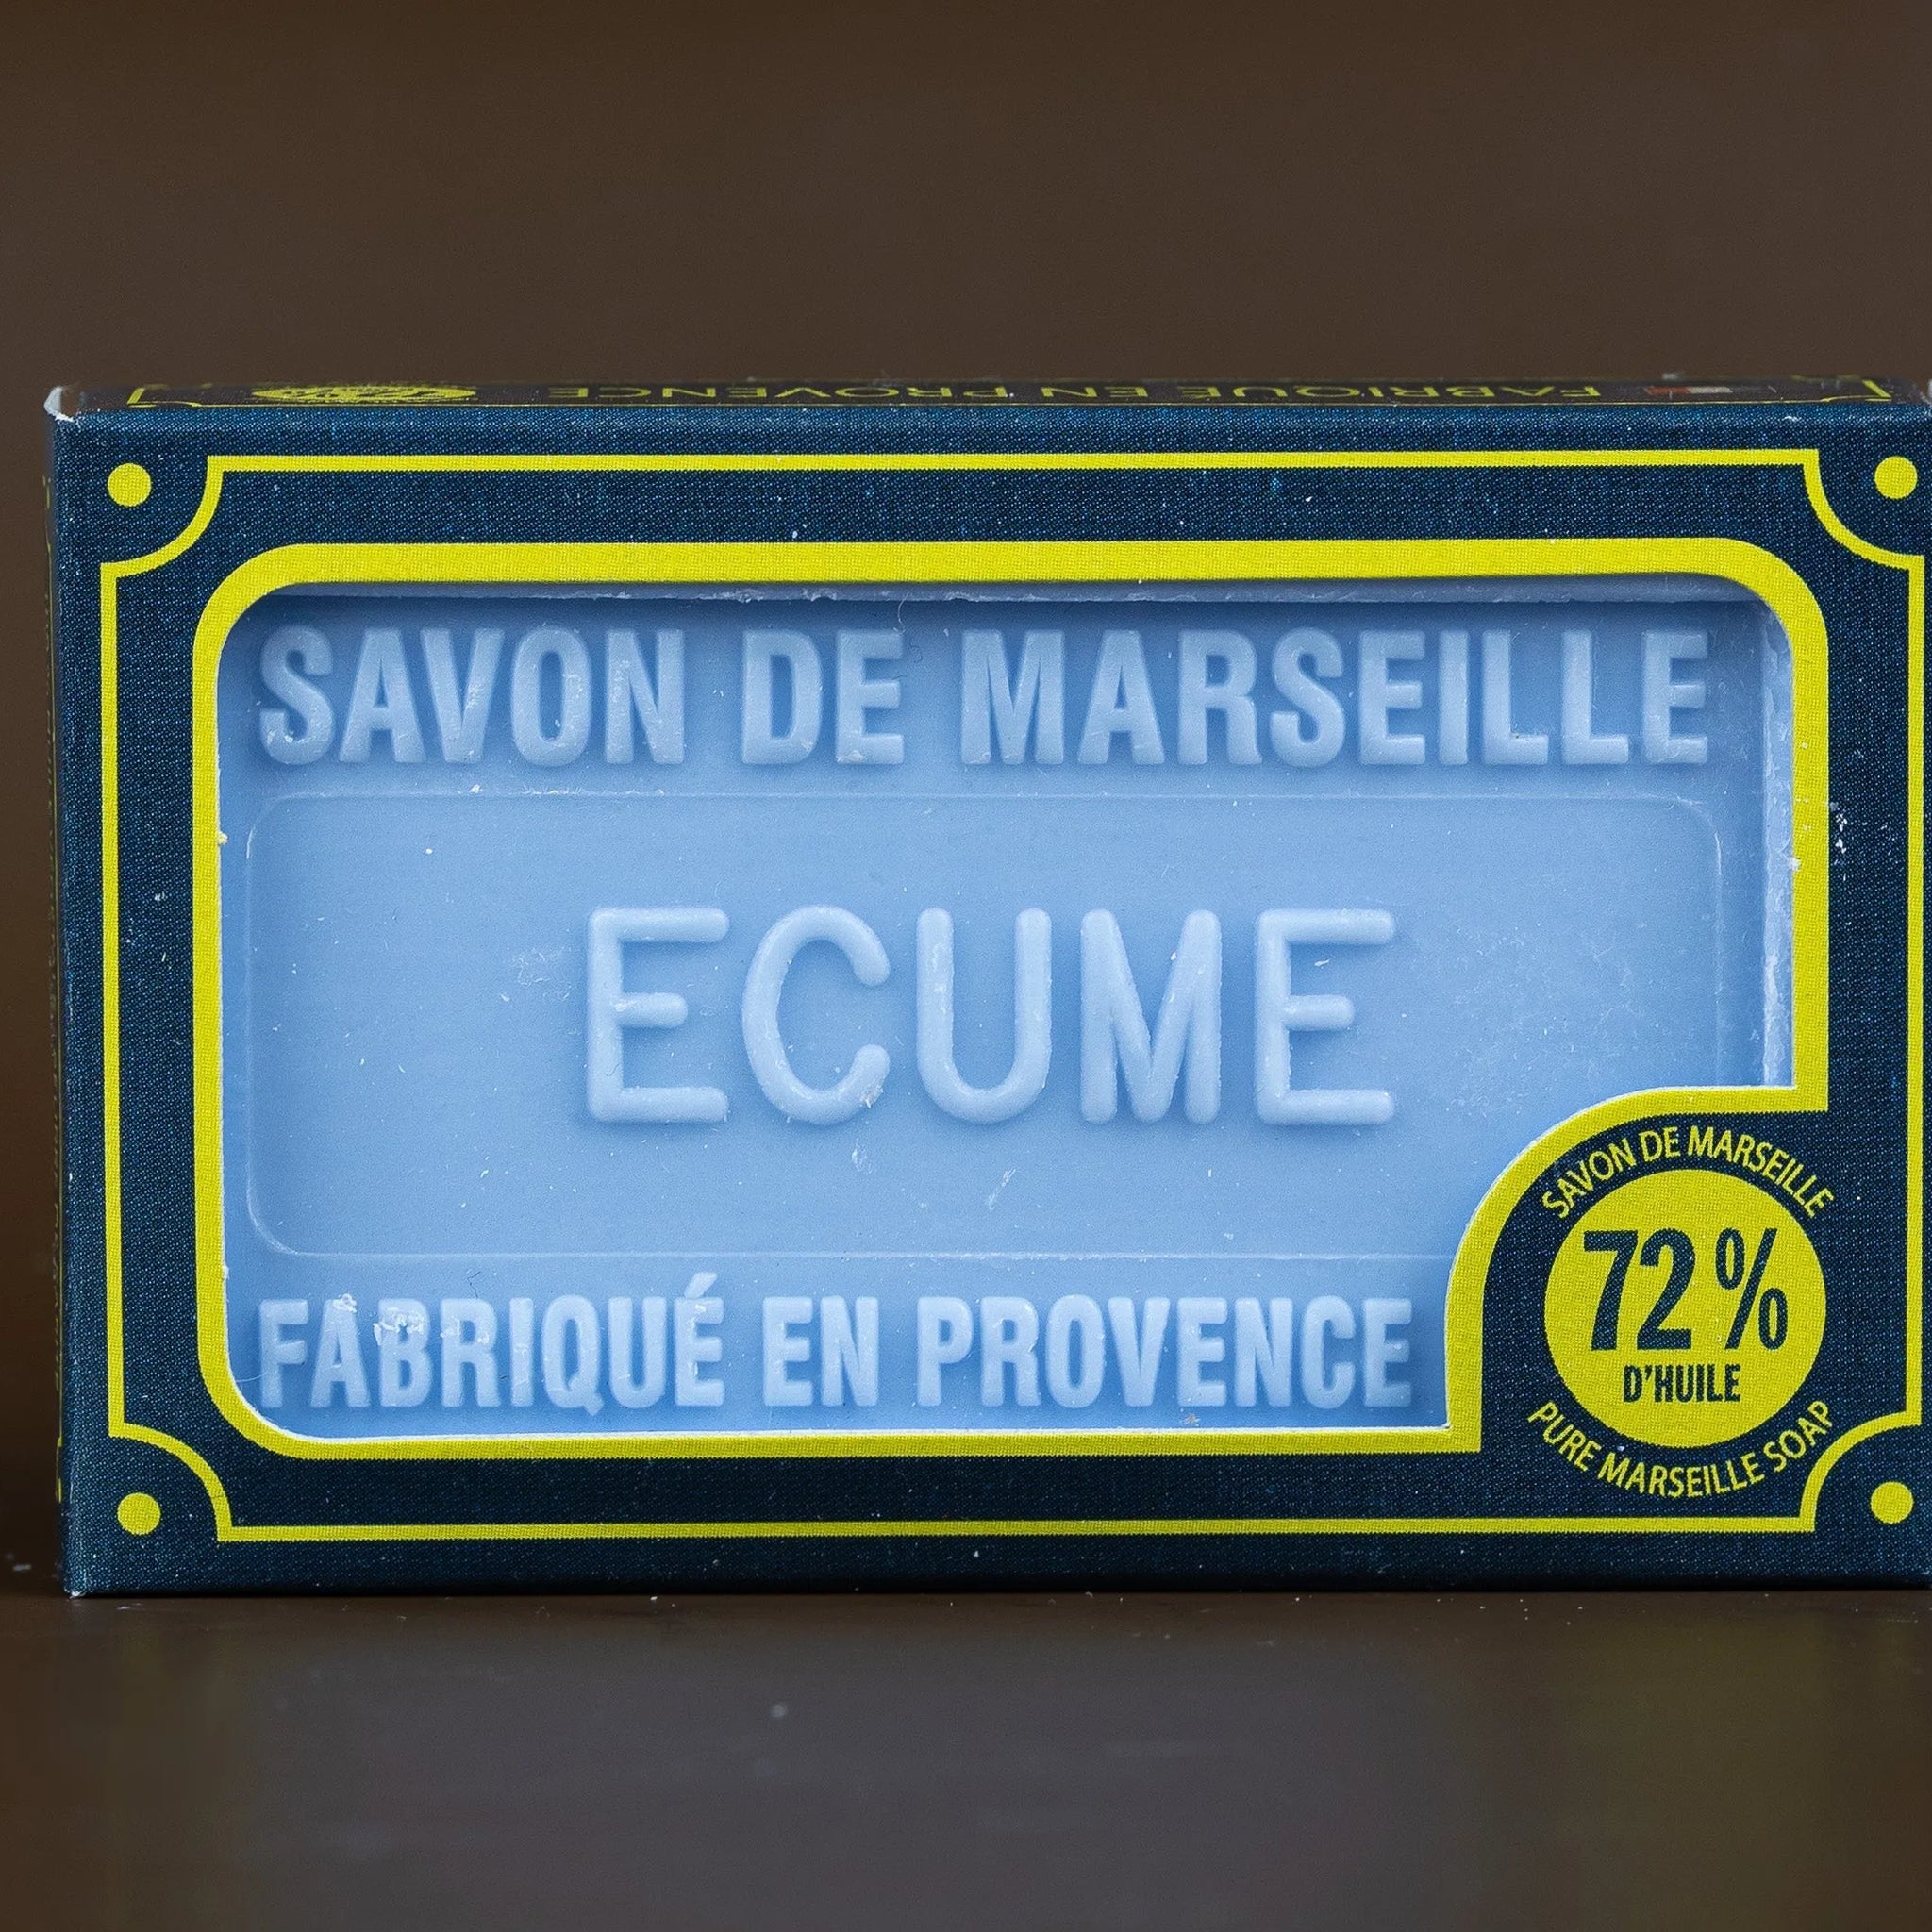 FABRIQUÉ EN PROVENCE
SAVON DE MARSEILLE
ECUME
FABRIQUÉ EN PROVENCE
SAVON DE MARSEILLE
72%
D'HUILE
PURE MARSEILLE SOAP